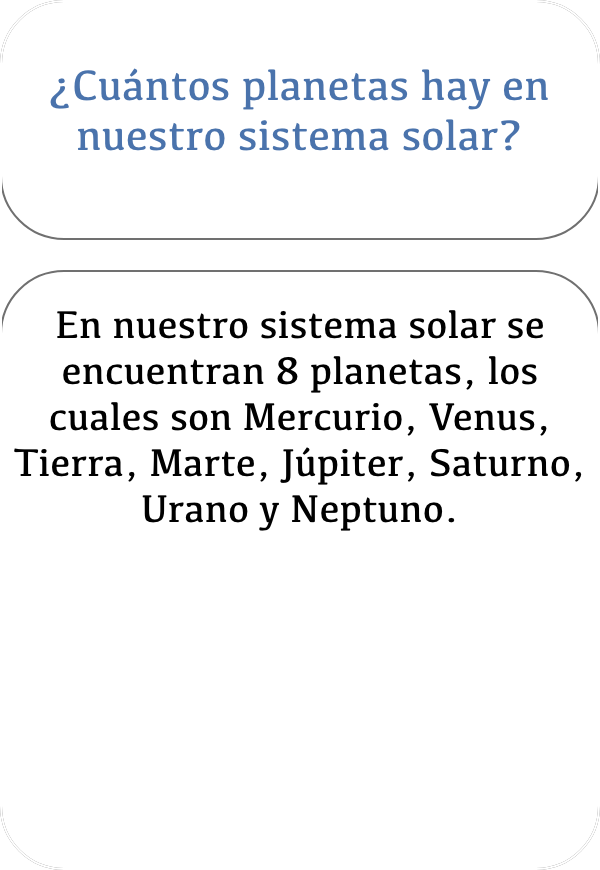 ¿Cuántos planetas hay en
nuestro sistema solar?
En nuestro sistema solar se
encuentran 8 planetas, los
cuales son Mercurio, Venus,
Tierra, Marte, Júpiter, Saturno,
Urano y Neptuno.